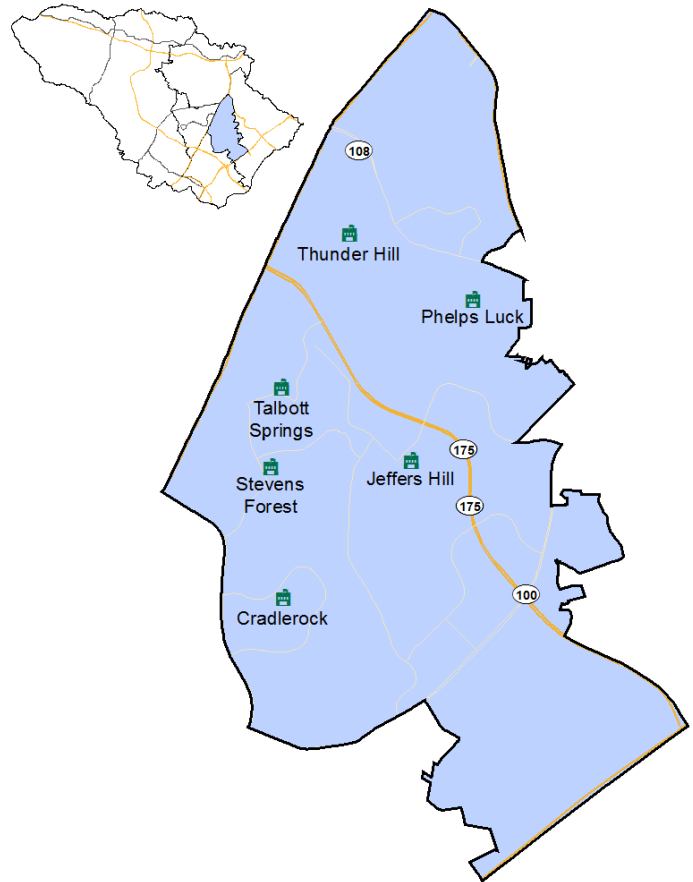 108
Thunder Hill
Phelps Luck
Talbott
Springs
175
Jeffers Hill
Stevens
Forest
175
100
Cradlerock